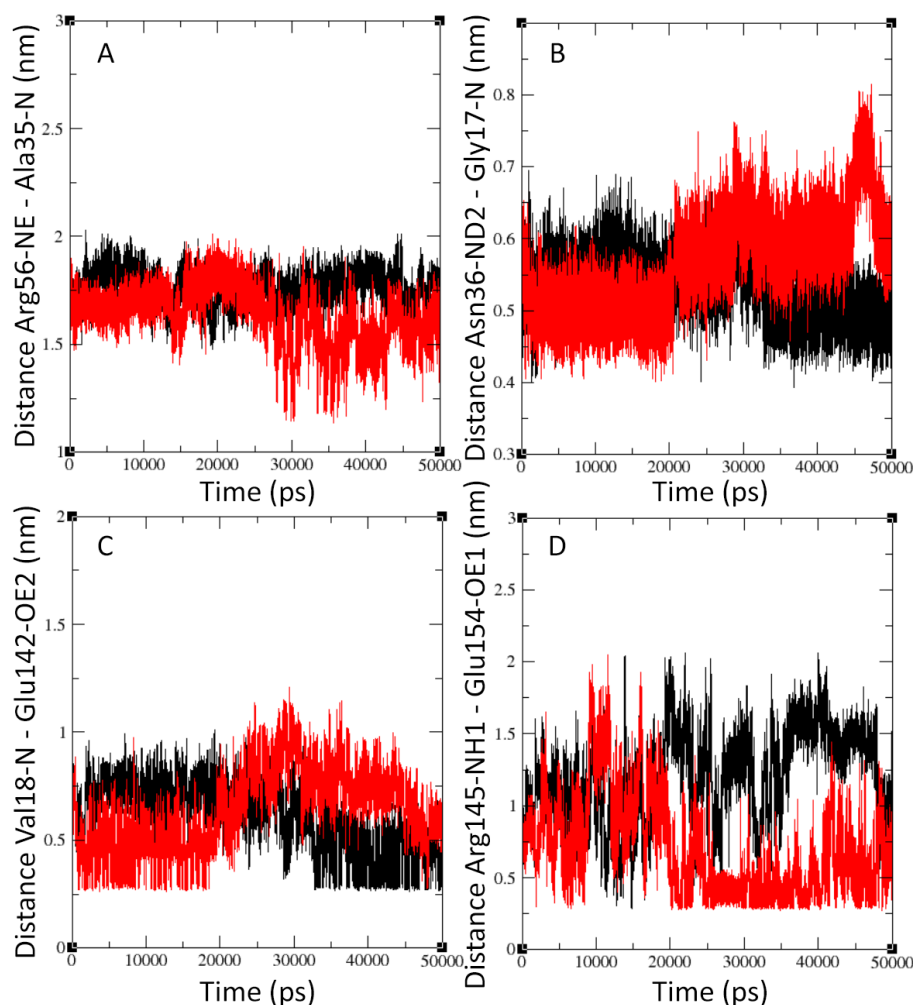 Distance Arg56-NE - Ala35-N (nm)
A
3
2.5
2
1.5
1
0 10000 20000 30000 40000 50000
Time (ps)
Distance Asn36-ND2 - Gly17-N (nm)
B
0.8
0.7
0.6
0.5
0.4
0.3
0 10000 20000 30000 40000 50000
Time (ps)
Distance Val18-N - Glu142-OE2 (nm)
C
2
1.5
1
0.5
0
0 10000 20000 30000 40000 50000
Time (ps)
Distance Arg145-NH1 - Glu154-OE1 (nm)
D
3
2.5
2
1.5
1
0.5
0
0 10000 20000 30000 40000 50000
Time (ps)